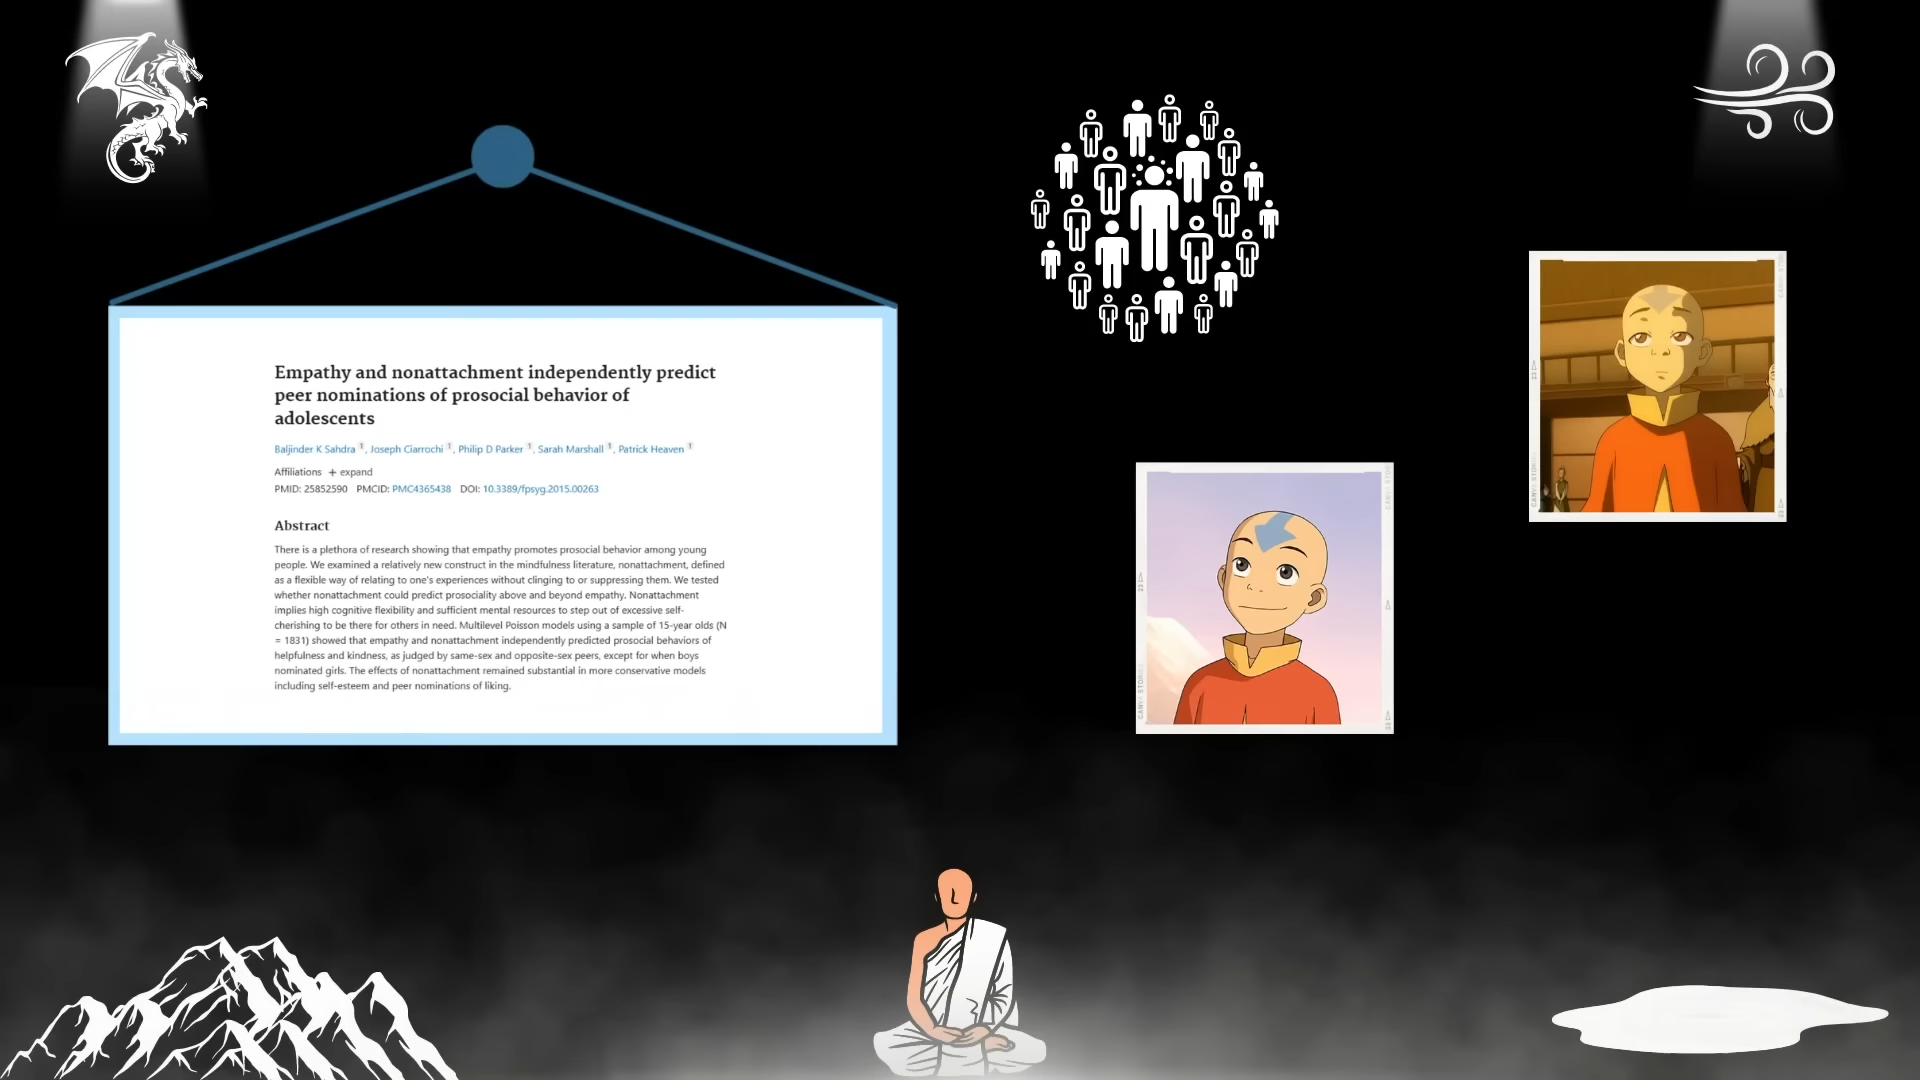 Empathy and nonattachment independently predict
peer nominations of prosocial behavior of
adolescents
Baljinder K Sahdra 1, Joseph Ciarrochi 1, Philip D Parker 1, Sarah Marshall 1, Patrick Heaven 1
Affiliations + expand
PMID: 25852590 PMCID: PMC4365438 DOI: 10.3389/fpsyg.2015.00263
Abstract
There is a plethora of research showing that empathy promotes prosocial behavior among young
people. We examined a relatively new construct in the mindfulness literature, nonattachment, defined
as a flexible way of relating to one's experiences without clinging to or suppressing them. We tested
whether nonattachment could predict prosociality above and beyond empathy. Nonattachment
implies high cognitive flexibility and sufficient mental resources to step out of excessive self-
cherishing to be there for others in need. Multilevel Poisson models using a sample of 15-year olds (N
= 1831) showed that empathy and nonattachment independently predicted prosocial behaviors of
helpfulness and kindness, as judged by same-sex and opposite-sex peers, except for when boys
nominated girls. The effects of nonattachment remained substantial in more conservative models
including self-esteem and peer nominations of liking.